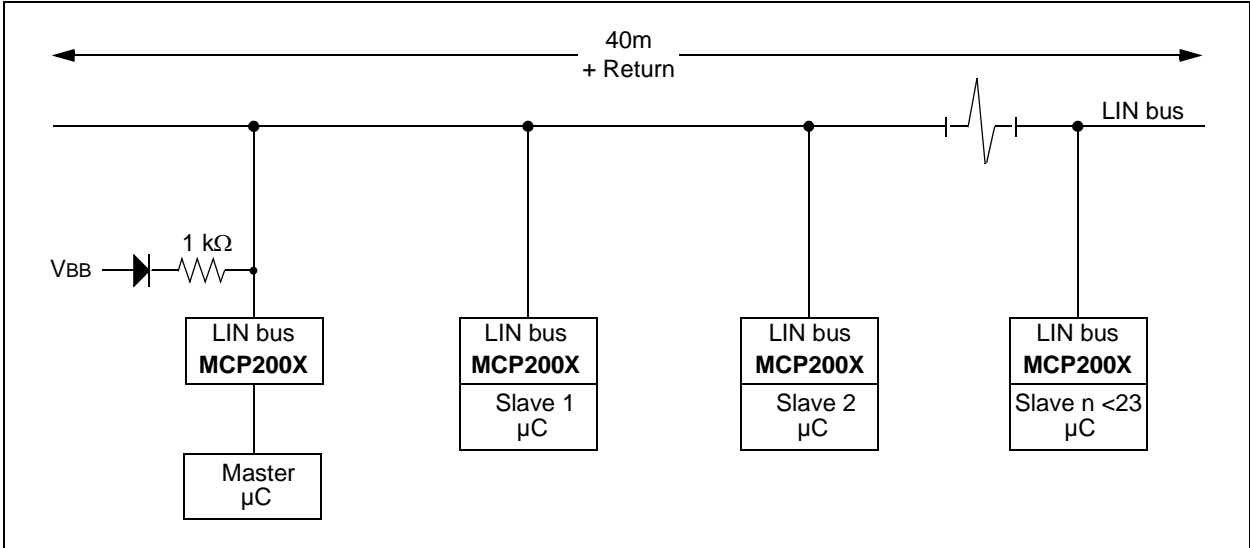 40m
+ Return
LIN bus
1 kΩ
VBB
LIN bus
MCP200X
Master
µC
LIN bus
MCP200X
Slave 1
µC
LIN bus
MCP200X
Slave 2
µC
LIN bus
MCP200X
Slave n <23
µC